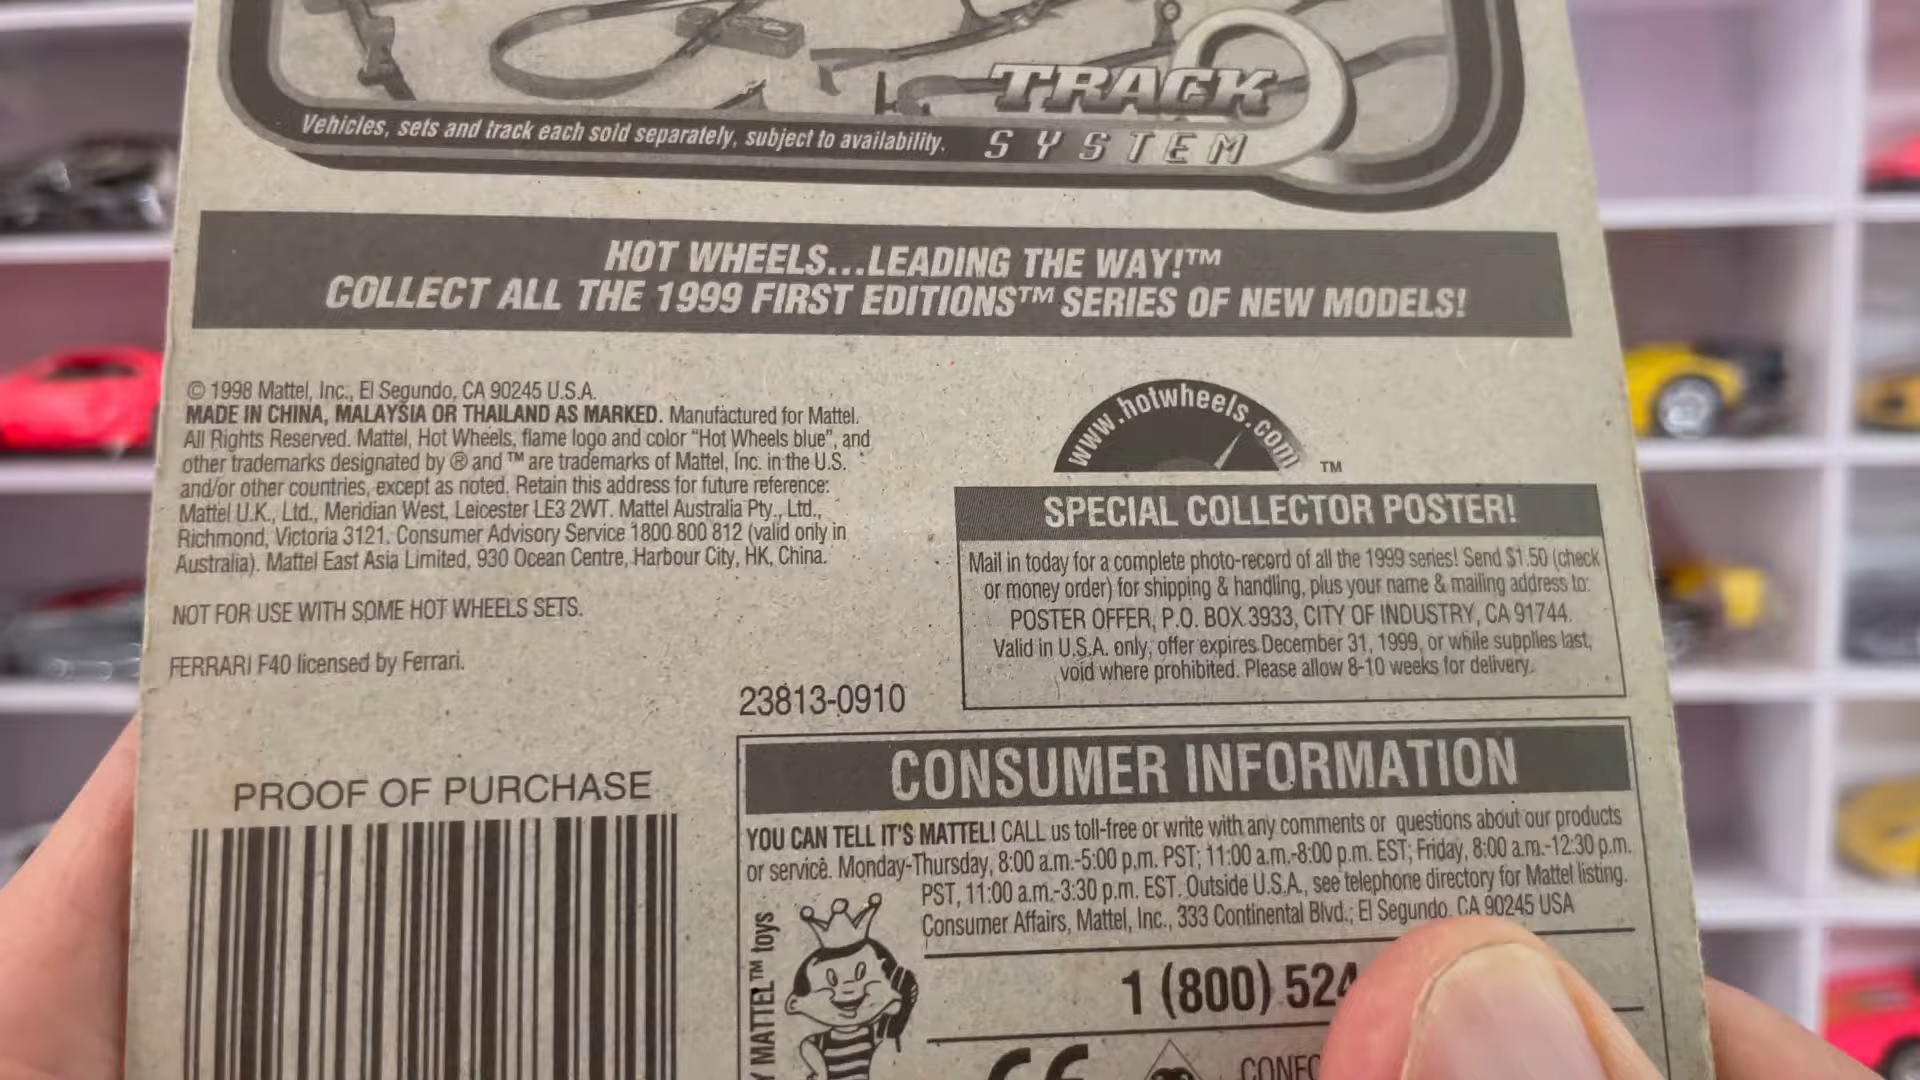 TRACK
SYSTEM
Vehicles, sets and track each sold separately, subject to availability.
HOT WHEELS...LEADING THE WAY!™
COLLECT ALL THE 1999 FIRST EDITIONS™ SERIES OF NEW MODELS!
© 1998 Mattel, Inc., El Segundo, CA 90245 U.S.A.
MADE IN CHINA, MALAYSIA OR THAILAND AS MARKED. Manufactured for Mattel.
All Rights Reserved. Mattel, Hot Wheels, flame logo and color “Hot Wheels blue”, and
other trademarks designated by ® and ™ are trademarks of Mattel, Inc. in the U.S.
and/or other countries, except as noted. Retain this address for future reference:
Mattel U.K., Ltd., Meridian West, Leicester LE3 2WT. Mattel Australia Pty., Ltd.,
Richmond, Victoria 3121. Consumer Advisory Service 1800 800 812 (valid only in
Australia). Mattel East Asia Limited, 930 Ocean Centre, Harbour City, HK, China.
NOT FOR USE WITH SOME HOT WHEELS SETS.
FERRARI F40 licensed by Ferrari.
www.hotwheels.com
™
SPECIAL COLLECTOR POSTER!
Mail in today for a complete photo-record of all the 1999 series! Send $1.50 (check
or money order) for shipping & handling, plus your name & mailing address to:
POSTER OFFER, P.O. BOX 3933, CITY OF INDUSTRY, CA 91744.
Valid in U.S.A. only; offer expires December 31, 1999, or while supplies last,
void where prohibited. Please allow 8-10 weeks for delivery.
23813-0910
PROOF OF PURCHASE
CONSUMER INFORMATION
YOU CAN TELL IT'S MATTEL! CALL us toll-free or write with any comments or questions about our products
or service. Monday-Thursday, 8:00 a.m.-5:00 p.m. PST; 11:00 a.m.-8:00 p.m. EST; Friday, 8:00 a.m.-12:30 p.m.
PST, 11:00 a.m.-3:30 p.m. EST. Outside U.S.A., see telephone directory for Mattel listing.
Consumer Affairs, Mattel, Inc., 333 Continental Blvd.; El Segundo, CA 90245 USA
MATTEL™ toys
1 (800) 524
CE